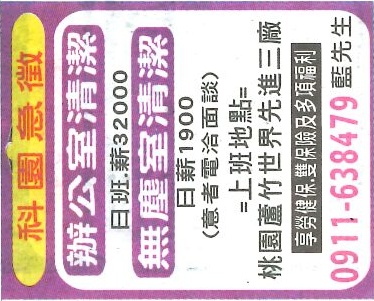 科園急徵
辦公室清潔
日班.薪32000
無塵室清潔
日薪1900
(意者電洽面談)
=上班地點=
桃園蘆竹世界先進三廠
享勞健保.雙保險及多項福利
0911-638479 藍先生